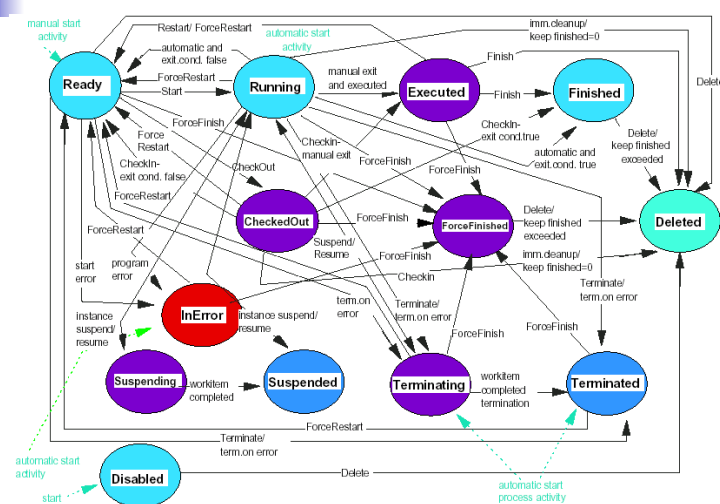 manual start
activity
Restart/ ForceRestart
automatic start
activity
imm.cleanup/
keep finished=0
automatic and
exit.cond. false
Finish
Delete
Ready
ForceRestart
Start
Running
manual exit
and executed
Executed
Finish
Finished
ForceFinish
Force
Restart
CheckIn-
manual exit
CheckIn-
exit cond.true
Delete/
keep finished
exceeded
CheckIn-
exit cond. false
CheckOut
ForceFinish
ForceFinish
automatic and
exit.cond. true
ForceRestart
CheckedOut
ForceFinish
ForceFinished
Delete/
keep finished
exceeded
Deleted
ForceRestart
Suspend/
Resume
ForceFinish
imm.cleanup/
keep finished=0
start
error
program
error
Checkin
Terminate/
term.on error
InError
term.on
error
Terminate/
term.on error
instance
suspend/
resume
instance suspend/
resume
ForceFinish
ForceFinish
Suspending
workitem
completed
Suspended
Terminating
workitem
completed
termination
Terminated
ForceRestart
Terminate/
term.on error
automatic start
activity
Disabled
Delete
start
automatic start
process activity